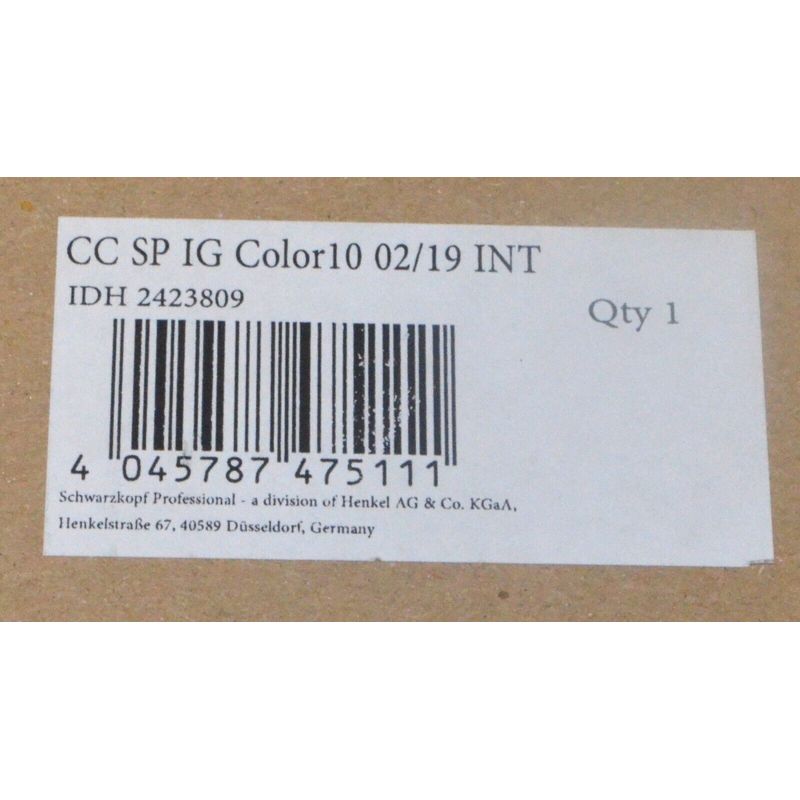 CC SP IG Color10 02/19 INT
IDH 2423809
Qty 1
4 045787 475111
Schwarzkopf Professional - a division of Henkel AG & Co. KGaA,
Henkelstraße 67, 40589 Düsseldorf, Germany